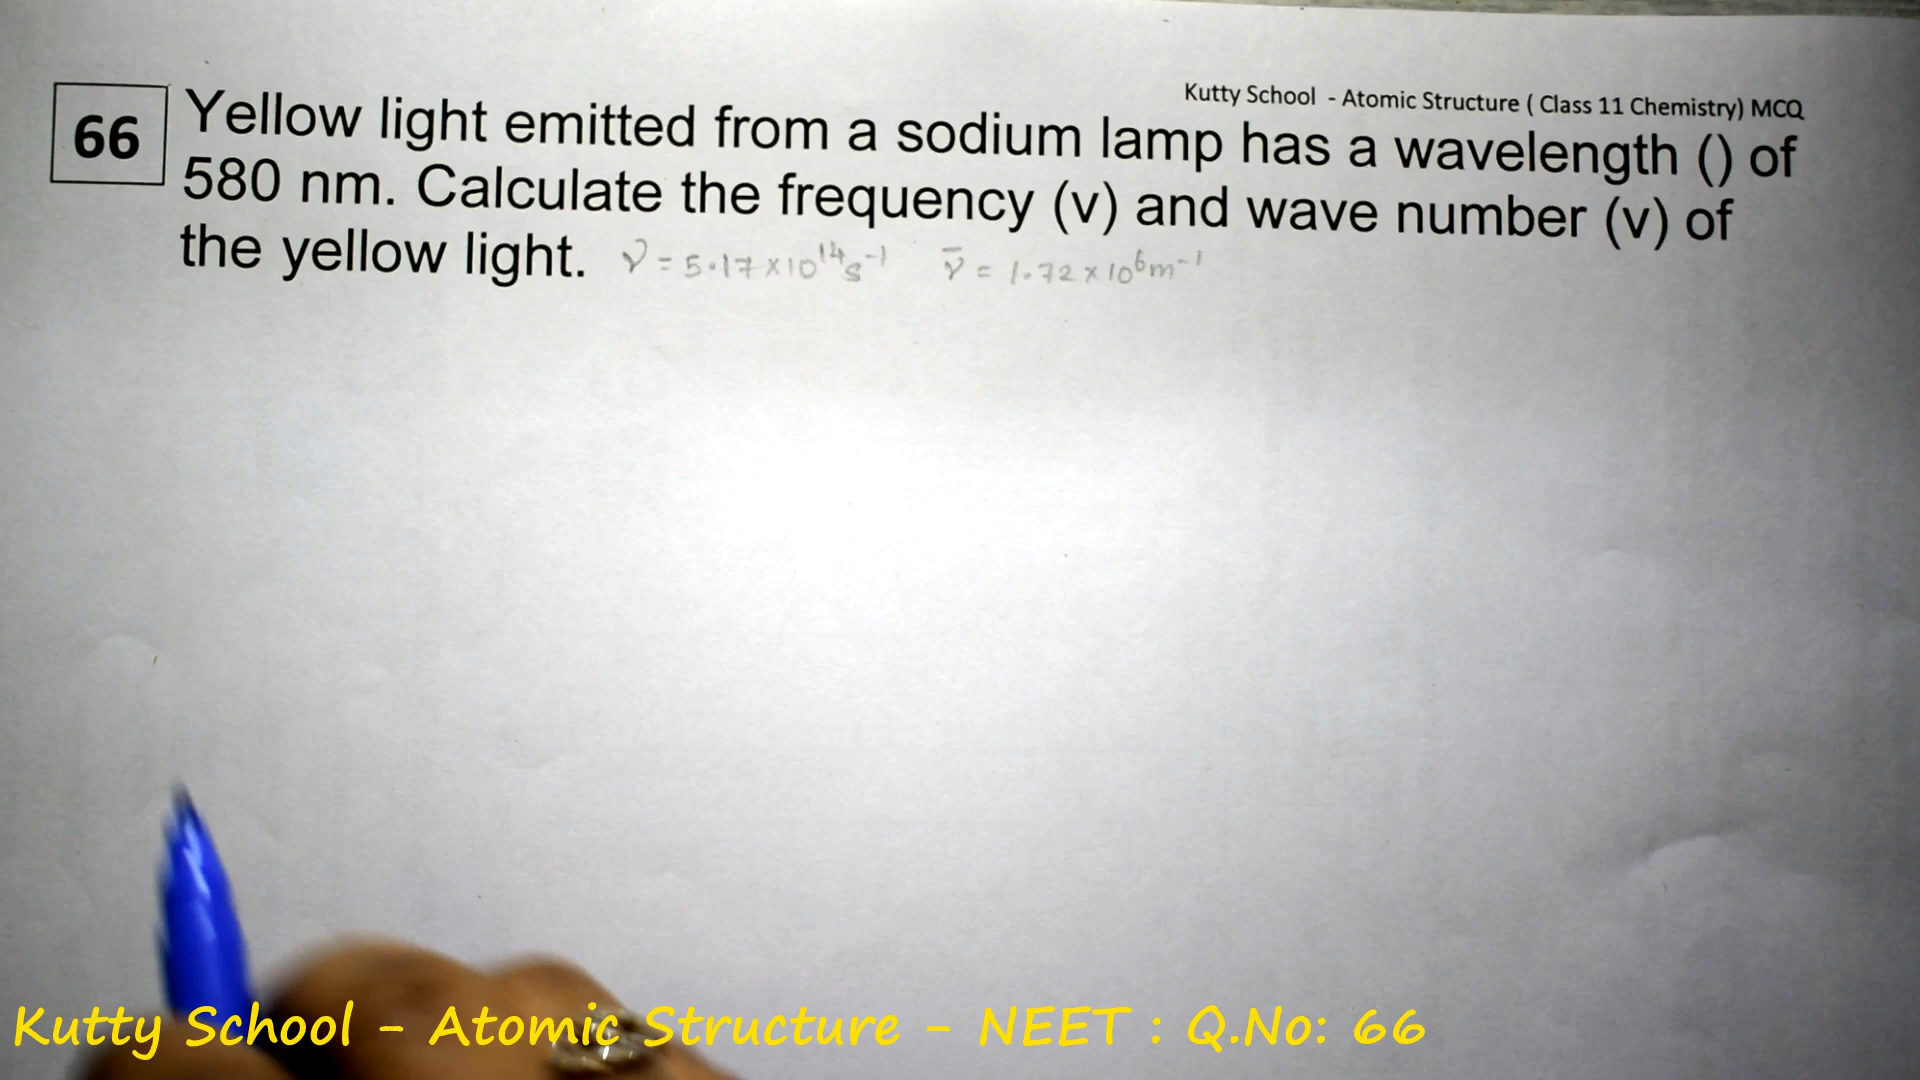 Kutty School - Atomic Structure ( Class 11 Chemistry) MCQ
66
Yellow light emitted from a sodium lamp has a wavelength () of
580 nm. Calculate the frequency (v) and wave number (v) of
the yellow light. ν = 5.17 × 10¹⁴ s⁻¹ ν̅ = 1.72 × 10⁶ m⁻¹
Kutty School - Atomic Structure - NEET : Q.No: 66